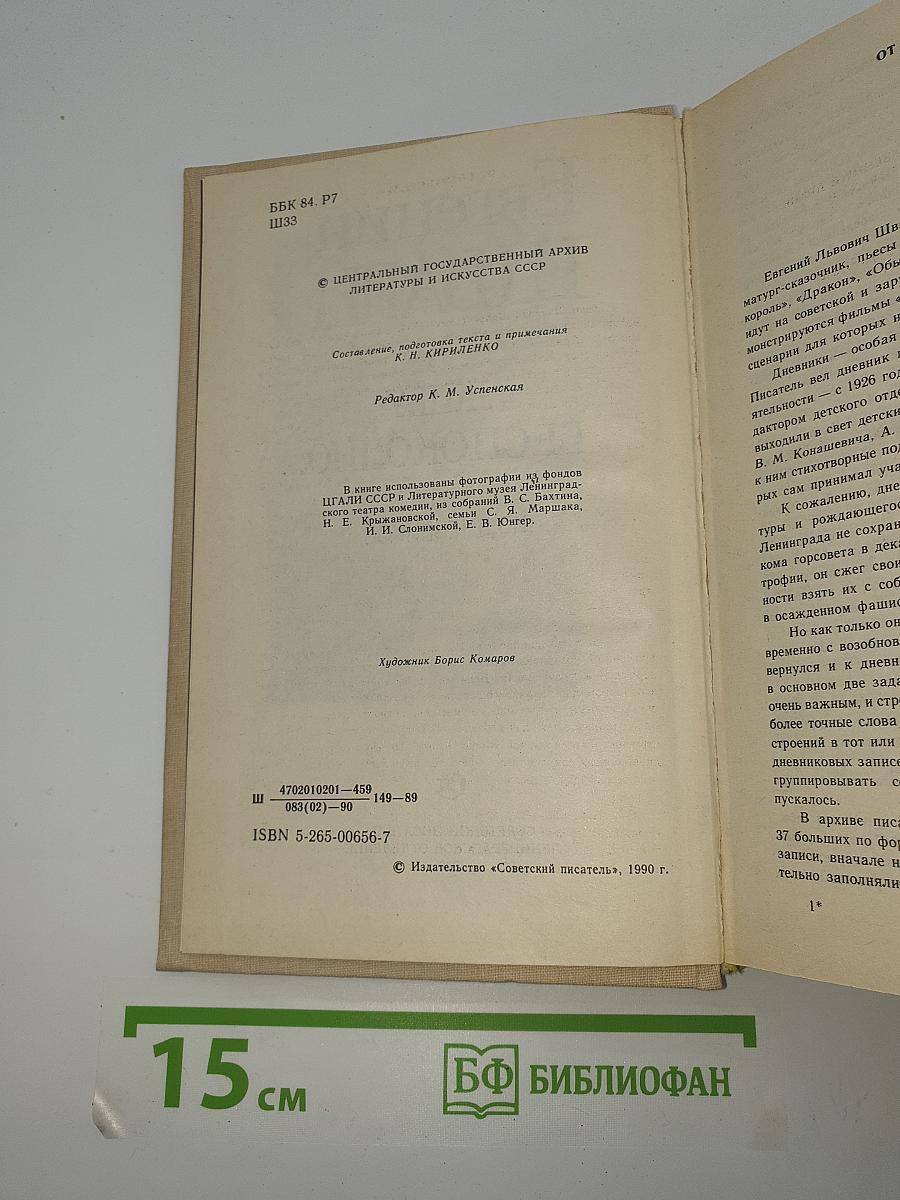 ББК 84. Р7
Ш33
© ЦЕНТРАЛЬНЫЙ ГОСУДАРСТВЕННЫЙ АРХИВ
ЛИТЕРАТУРЫ И ИСКУССТВА СССР
Составление, подготовка текста и примечания
К. Н. КИРИЛЕНКО
Редактор К. М. Успенская
В книге использованы фотографии из фондов
ЦГАЛИ СССР и Литературного музея Ленинград-
ского театра комедии, из собраний В. С. Бахтина,
Н. Е. Крыжановской, семьи С. Я. Маршака,
И. И. Слонимской, Е. В. Юнгер.
Художник Борис Комаров
Ш 4702010201—459
083(02)—90 149—89
ISBN 5-265-00656-7
© Издательство «Советский писатель», 1990 г.
ОТ
Евгений Львович Шв
матург-сказочник, пьесы
король», «Дракон», «Обы
идут на советской и зар
монстрируются фильмы «
сценарии для которых н
Дневники — особая
Писатель вел дневник
ятельности — с 1926 год
дактором детского отде
выходили в свет детски
В. М. Конашевича, А.
к ним стихотворные под
рых сам принимал уча
К сожалению, дне
туры и рождающегос
Ленинграда не сохран
кома горсовета в дека
трофии, он сжег свои
ности взять их с соб
в осажденном фашис
Но как только он
временно с возобнов
вернулся и к дневн
в основном две зада
очень важным, и стр
более точные слова
строений в тот или
дневниковых записе
группировать со
пускалось.
В архиве писа
37 больших по фор
записи, вначале н
тельно заполняли
1*
15 см
БФ БИБЛИОФАН